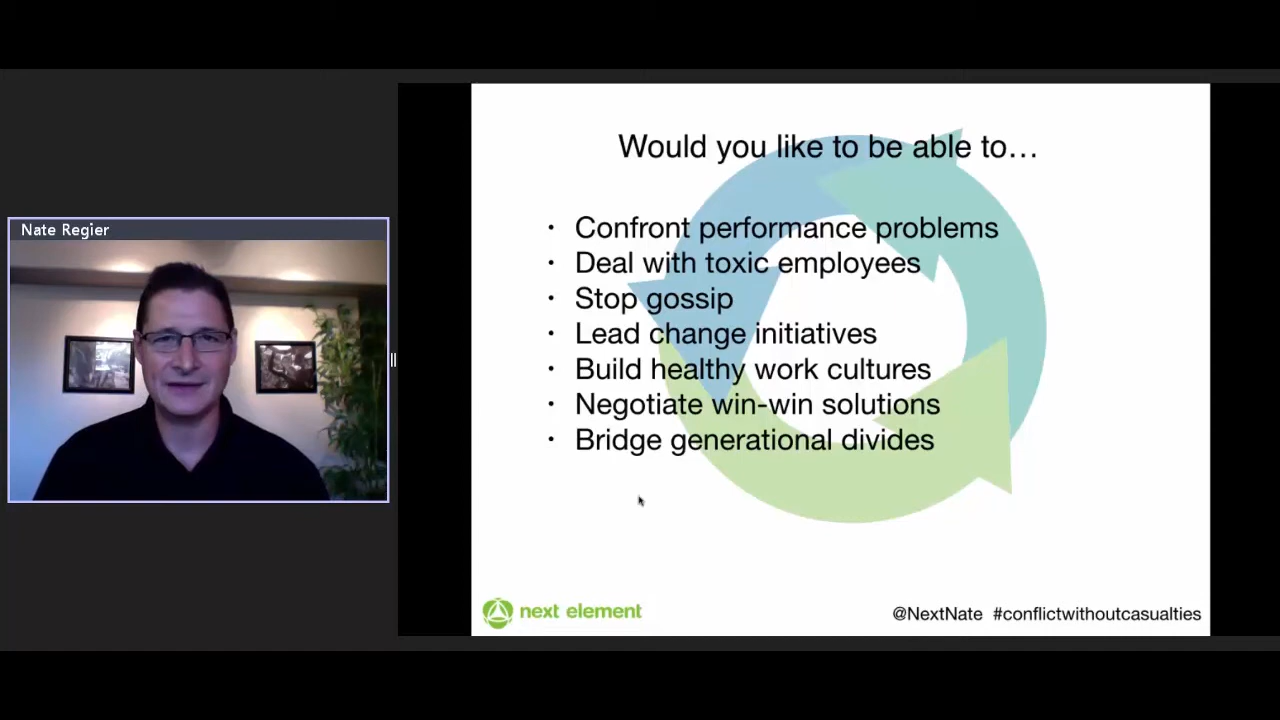 Nate Regier
Would you like to be able to…
· Confront performance problems
· Deal with toxic employees
· Stop gossip
· Lead change initiatives
· Build healthy work cultures
· Negotiate win-win solutions
· Bridge generational divides
next element
@NextNate #conflictwithoutcasualties